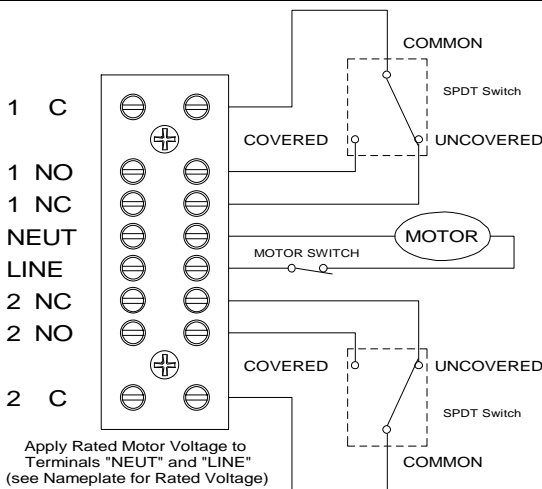 COMMON
SPDT Switch
1 C
COVERED
UNCOVERED
1 NO
1 NC
NEUT
MOTOR
MOTOR SWITCH
LINE
2 NC
2 NO
COVERED
UNCOVERED
2 C
SPDT Switch
COMMON
Apply Rated Motor Voltage to
Terminals "NEUT" and "LINE"
(see Nameplate for Rated Voltage)